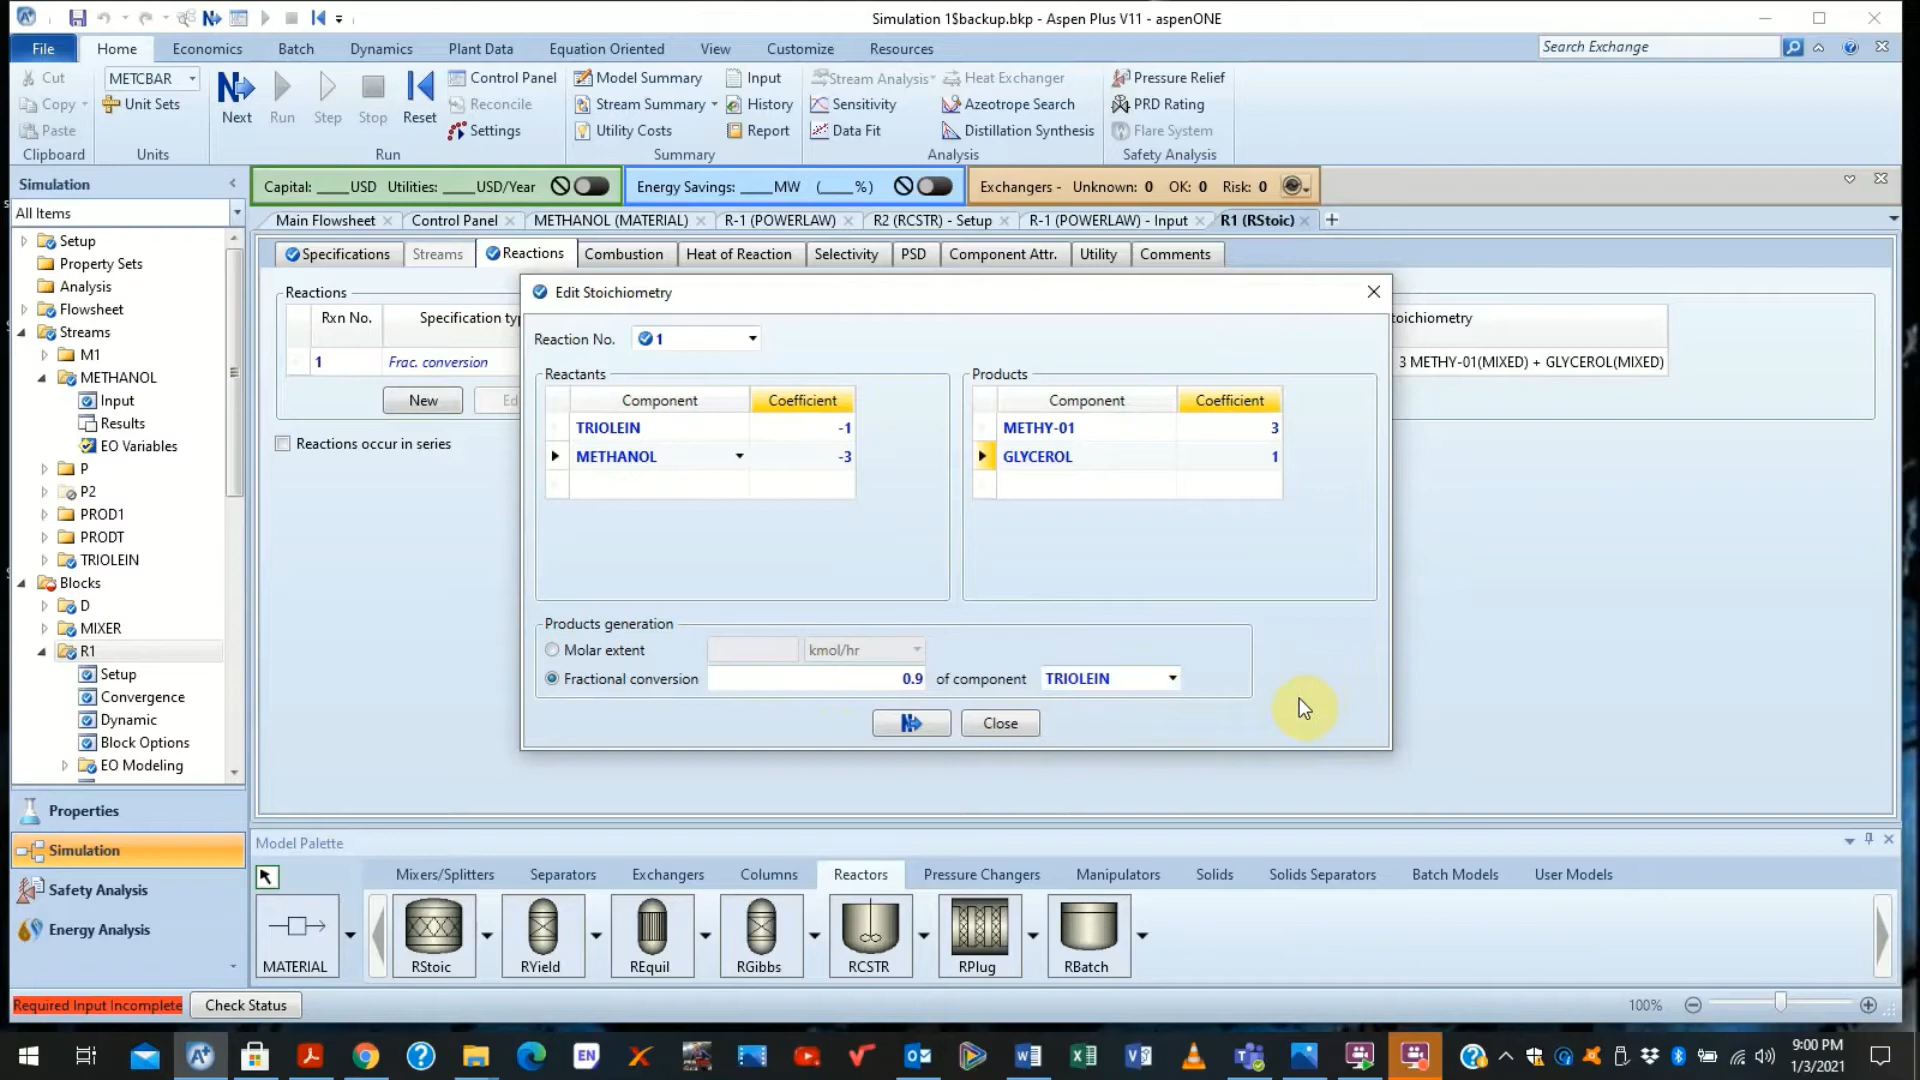 Simulation 1$backup.bkp - Aspen Plus V11 - aspenONE
File Home Economics Batch Dynamics Plant Data Equation Oriented View Customize Resources Search Exchange
Cut METCBAR Control Panel Model Summary Input Stream Analysis Heat Exchanger Pressure Relief
Copy Unit Sets Next Run Step Stop Reset Reconcile Stream Summary History Sensitivity Azeotrope Search PRD Rating
Paste Settings Utility Costs Report Data Fit Distillation Synthesis Flare System
Clipboard Units Run Summary Analysis Safety Analysis
Simulation Capital: ____USD Utilities: ____USD/Year Energy Savings: ____MW (____%) Exchangers - Unknown: 0 OK: 0 Risk: 0
All Items Main Flowsheet Control Panel METHANOL (MATERIAL) R-1 (POWERLAW) R2 (RCSTR) - Setup R-1 (POWERLAW) - Input R1 (RStoic)
Setup
Property Sets
Analysis
Flowsheet
Streams
M1
METHANOL
Input
Results
EO Variables
P
P2
PROD1
PRODT
TRIOLEIN
Blocks
D
MIXER
R1
Setup
Convergence
Dynamic
Block Options
EO Modeling
Properties
Simulation
Safety Analysis
Energy Analysis
Specifications Streams Reactions Combustion Heat of Reaction Selectivity PSD Component Attr. Utility Comments
Reactions
Rxn No. Specification typ
1 Frac. conversion
New Ed
Reactions occur in series
toichiometry
3 METHY-01(MIXED) + GLYCEROL(MIXED)
Edit Stoichiometry
Reaction No. 1
Reactants
Component Coefficient
TRIOLEIN -1
METHANOL -3
Products
Component Coefficient
METHY-01 3
GLYCEROL 1
Products generation
Molar extent kmol/hr
Fractional conversion 0.9 of component TRIOLEIN
Close
Model Palette
Mixers/Splitters Separators Exchangers Columns Reactors Pressure Changers Manipulators Solids Solids Separators Batch Models User Models
MATERIAL RStoic RYield REquil RGibbs RCSTR RPlug RBatch
Required Input Incomplete Check Status 100%
EN
9:00 PM
1/3/2021